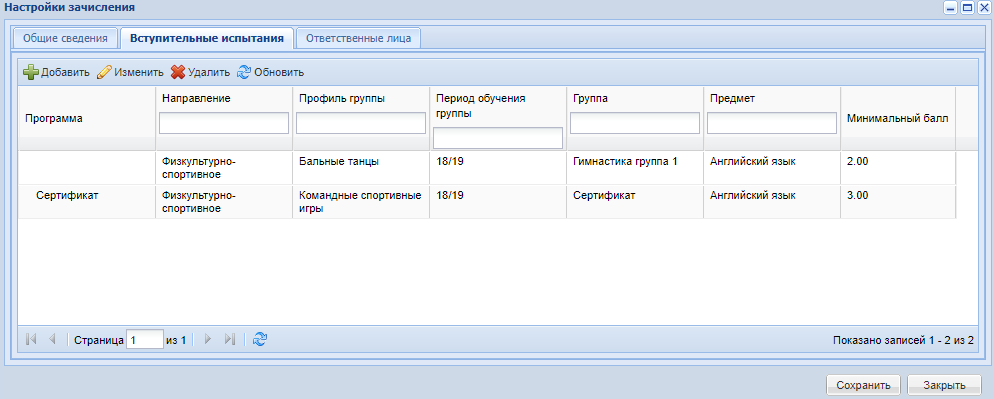 Настройки зачисления
Общие сведения Вступительные испытания Ответственные лица
Добавить Изменить Удалить Обновить
Программа Направление Профиль группы Период обучения группы Группа Предмет Минимальный балл
Физкультурно-спортивное Бальные танцы 18/19 Гимнастика группа 1 Английский язык 2.00
Сертификат Физкультурно-спортивное Командные спортивные игры 18/19 Сертификат Английский язык 3.00
Страница 1 из 1 Показано записей 1 - 2 из 2
Сохранить Закрыть